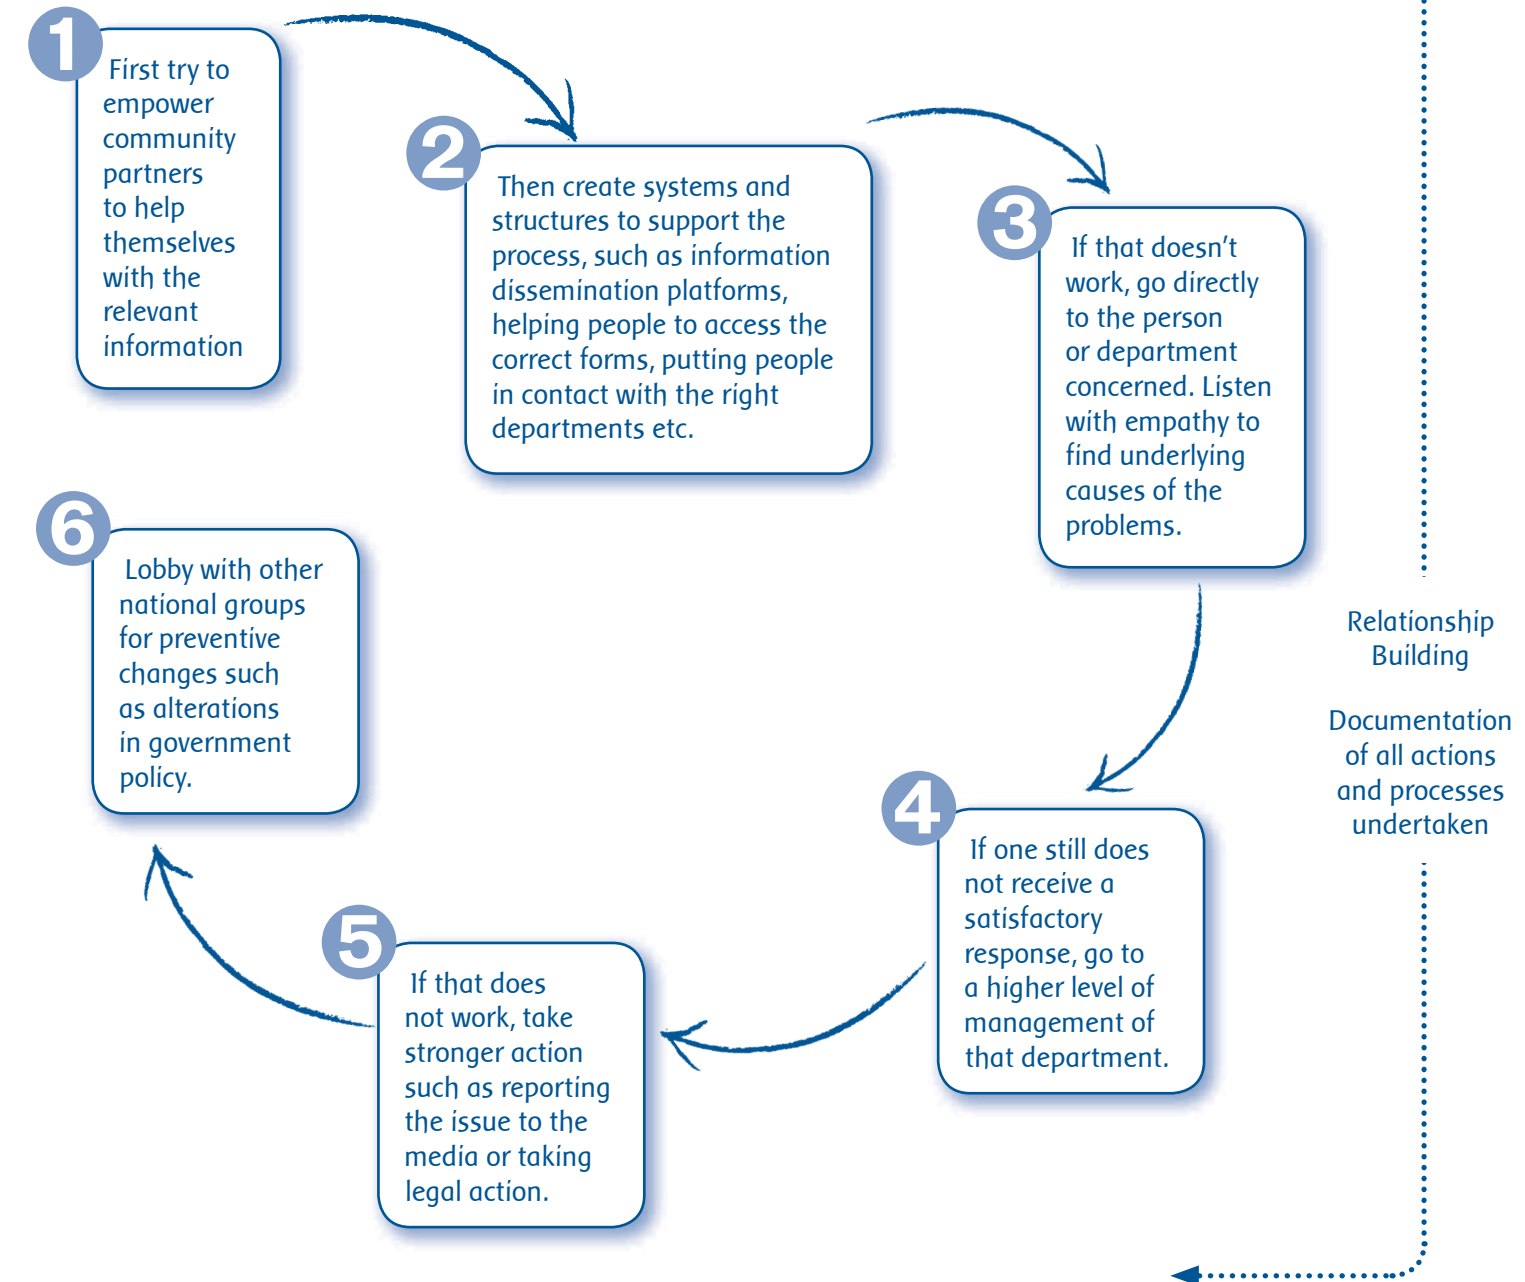 1
First try to
empower
community
partners
to help
themselves
with the
relevant
information
2
Then create systems and
structures to support the
process, such as information
dissemination platforms,
helping people to access the
correct forms, putting people
in contact with the right
departments etc.
3
If that doesn’t
work, go directly
to the person
or department
concerned. Listen
with empathy to
find underlying
causes of the
problems.
4
If one still does
not receive a
satisfactory
response, go to
a higher level of
management of
that department.
5
If that does
not work, take
stronger action
such as reporting
the issue to the
media or taking
legal action.
6
Lobby with other
national groups
for preventive
changes such
as alterations
in government
policy.
Relationship
Building
Documentation
of all actions
and processes
undertaken